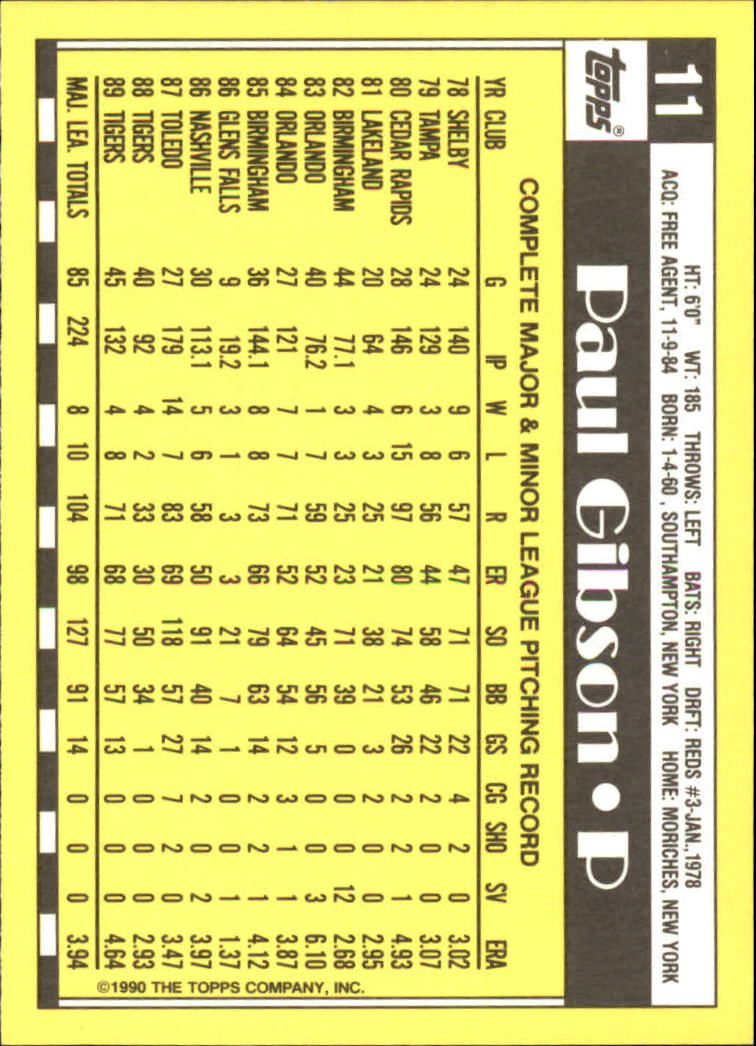 11
HT: 6'0" WT: 185 THROWS: LEFT BATS: RIGHT DRFT: REDS #3-JAN., 1978
ACQ: FREE AGENT, 11-9-84 BORN: 1-4-60 , SOUTHAMPTON, NEW YORK HOME: MORICHES, NEW YORK
topps®
Paul Gibson • P
COMPLETE MAJOR & MINOR LEAGUE PITCHING RECORD
YR CLUB G IP W L R ER SO BB GS CG SHO SV ERA
78 SHELBY 24 140 9 6 57 47 71 71 22 4 2 0 3.02
79 TAMPA 24 129 3 8 56 44 58 46 22 2 0 0 3.07
80 CEDAR RAPIDS 28 146 6 15 97 80 74 53 26 2 2 1 4.93
81 LAKELAND 20 64 4 3 25 21 38 21 3 2 0 0 2.95
82 BIRMINGHAM 44 77.1 3 3 25 23 71 39 0 0 0 12 2.68
83 ORLANDO 40 76.2 1 7 59 52 45 56 5 0 0 3 6.10
84 ORLANDO 27 121 7 7 71 52 64 54 12 3 1 1 3.87
85 BIRMINGHAM 36 144.1 8 8 73 66 79 63 14 2 2 1 4.12
86 GLENS FALLS 9 19.2 3 1 3 3 21 7 1 0 0 1 1.37
86 NASHVILLE 30 113.1 5 6 58 50 91 40 14 2 0 2 3.97
87 TOLEDO 27 179 14 7 83 69 118 57 27 7 2 0 3.47
88 TIGERS 40 92 4 2 33 30 50 34 1 0 0 0 2.93
89 TIGERS 45 132 4 8 71 68 77 57 13 0 0 0 4.64
MAJ. LEA. TOTALS 85 224 8 10 104 98 127 91 14 0 0 0 3.94
©1990 THE TOPPS COMPANY, INC.